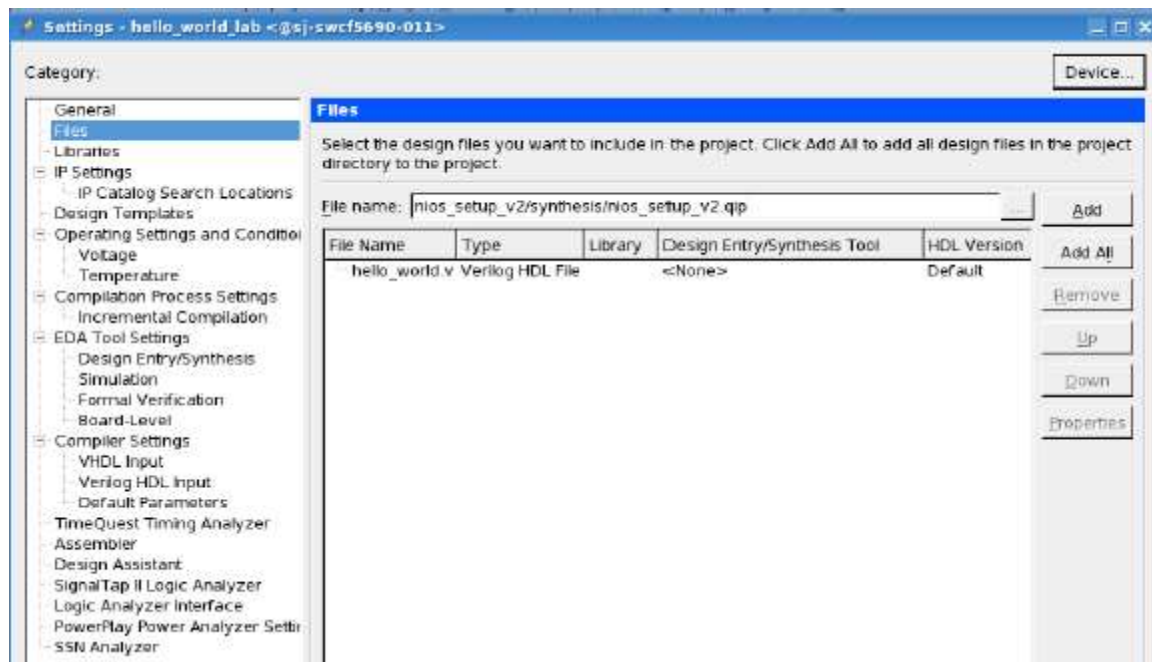 Settings - hello_world_lab <@sj-swcf5690-011>
Category:
Device...
General
Files
Libraries
IP Settings
IP Catalog Search Locations
Design Templates
Operating Settings and Conditio
Voltage
Temperature
Compilation Process Settings
Incremental Compilation
EDA Tool Settings
Design Entry/Synthesis
Simulation
Formal Verification
Board-Level
Compiler Settings
VHDL Input
Verilog HDL Input
Default Parameters
TimeQuest Timing Analyzer
Assembler
Design Assistant
SignalTap II Logic Analyzer
Logic Analyzer Interface
PowerPlay Power Analyzer Settin
SSN Analyzer
Files
Select the design files you want to include in the project. Click Add All to add all design files in the project
directory to the project.
File name: nios_setup_v2/synthesis/nios_setup_v2.qip ...
File Name Type Library Design Entry/Synthesis Tool HDL Version
hello_world.v Verilog HDL File <None> Default
Add
Add All
Remove
Up
Down
Properties